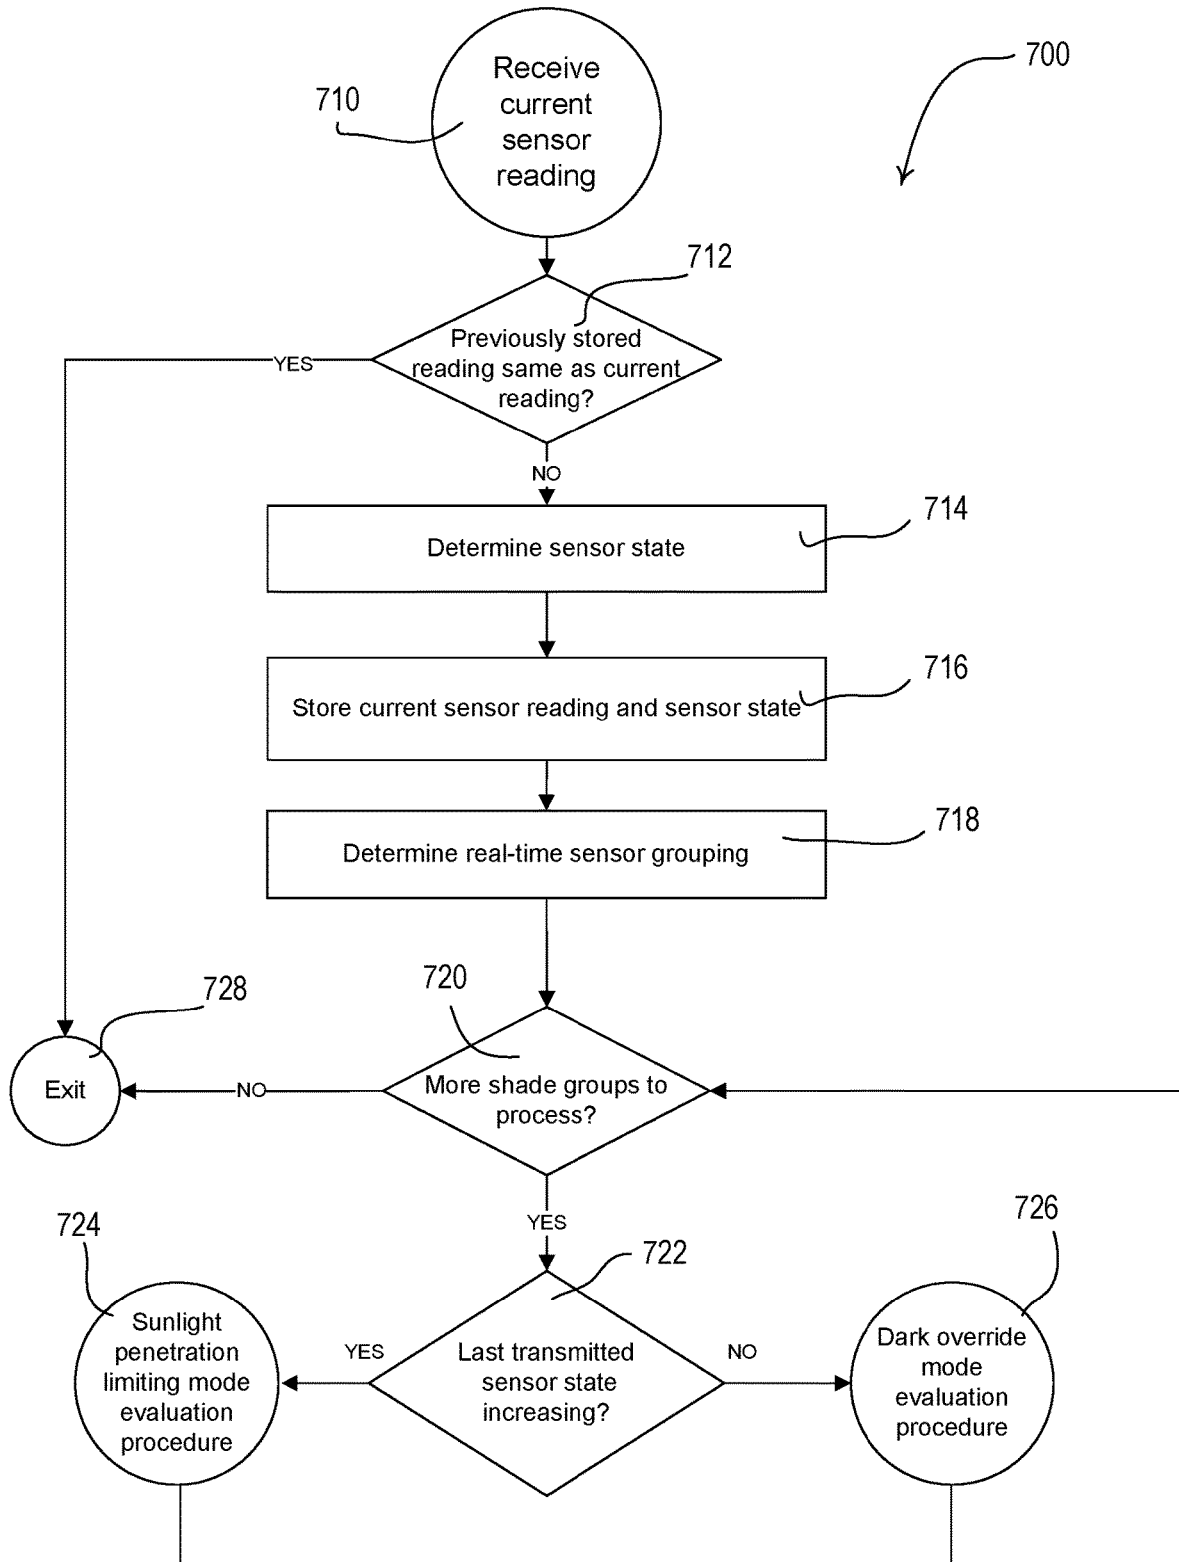 700
710
Receive
current
sensor
reading
712
Previously stored
reading same as current
reading?
YES
NO
714
Determine sensor state
716
Store current sensor reading and sensor state
718
Determine real-time sensor grouping
720
728
Exit
NO
More shade groups to
process?
YES
724
722
726
Sunlight
penetration
limiting mode
evaluation
procedure
YES
Last transmitted
sensor state
increasing?
NO
Dark override
mode
evaluation
procedure